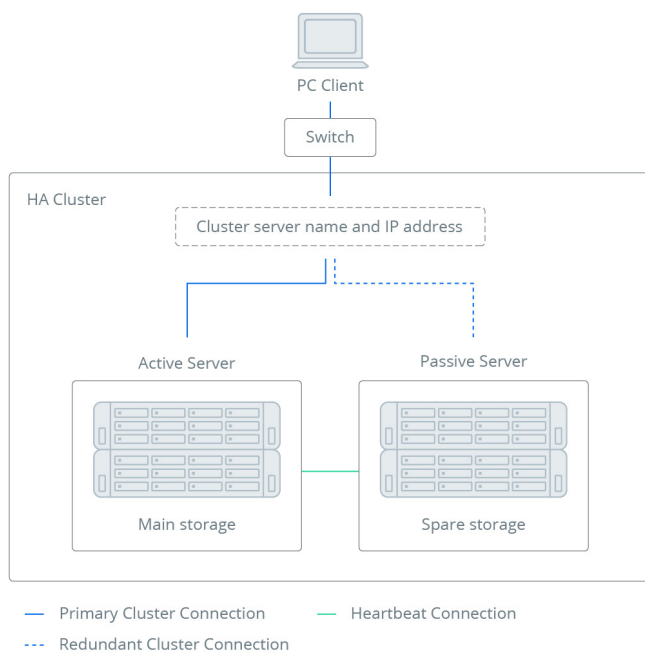 PC Client
Switch
HA Cluster
Cluster server name and IP address
Active Server
Passive Server
Main storage
Spare storage
Primary Cluster Connection
Heartbeat Connection
Redundant Cluster Connection